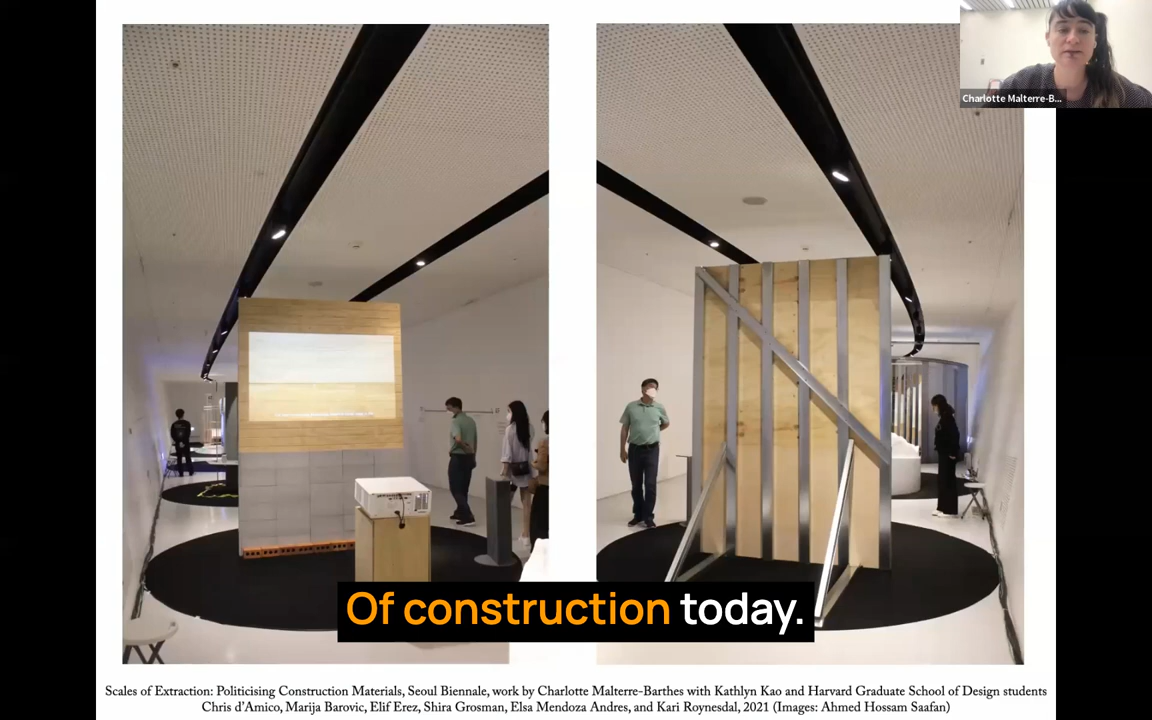 Charlotte Malterre-B...
Of construction today.
Scales of Extraction: Politicising Construction Materials, Seoul Biennale, work by Charlotte Malterre-Barthes with Kathlyn Kao and Harvard Graduate School of Design students
Chris d’Amico, Marija Barovic, Elif Erez, Shira Grosman, Elsa Mendoza Andres, and Kari Roynesdal, 2021 (Images: Ahmed Hossam Saafan)